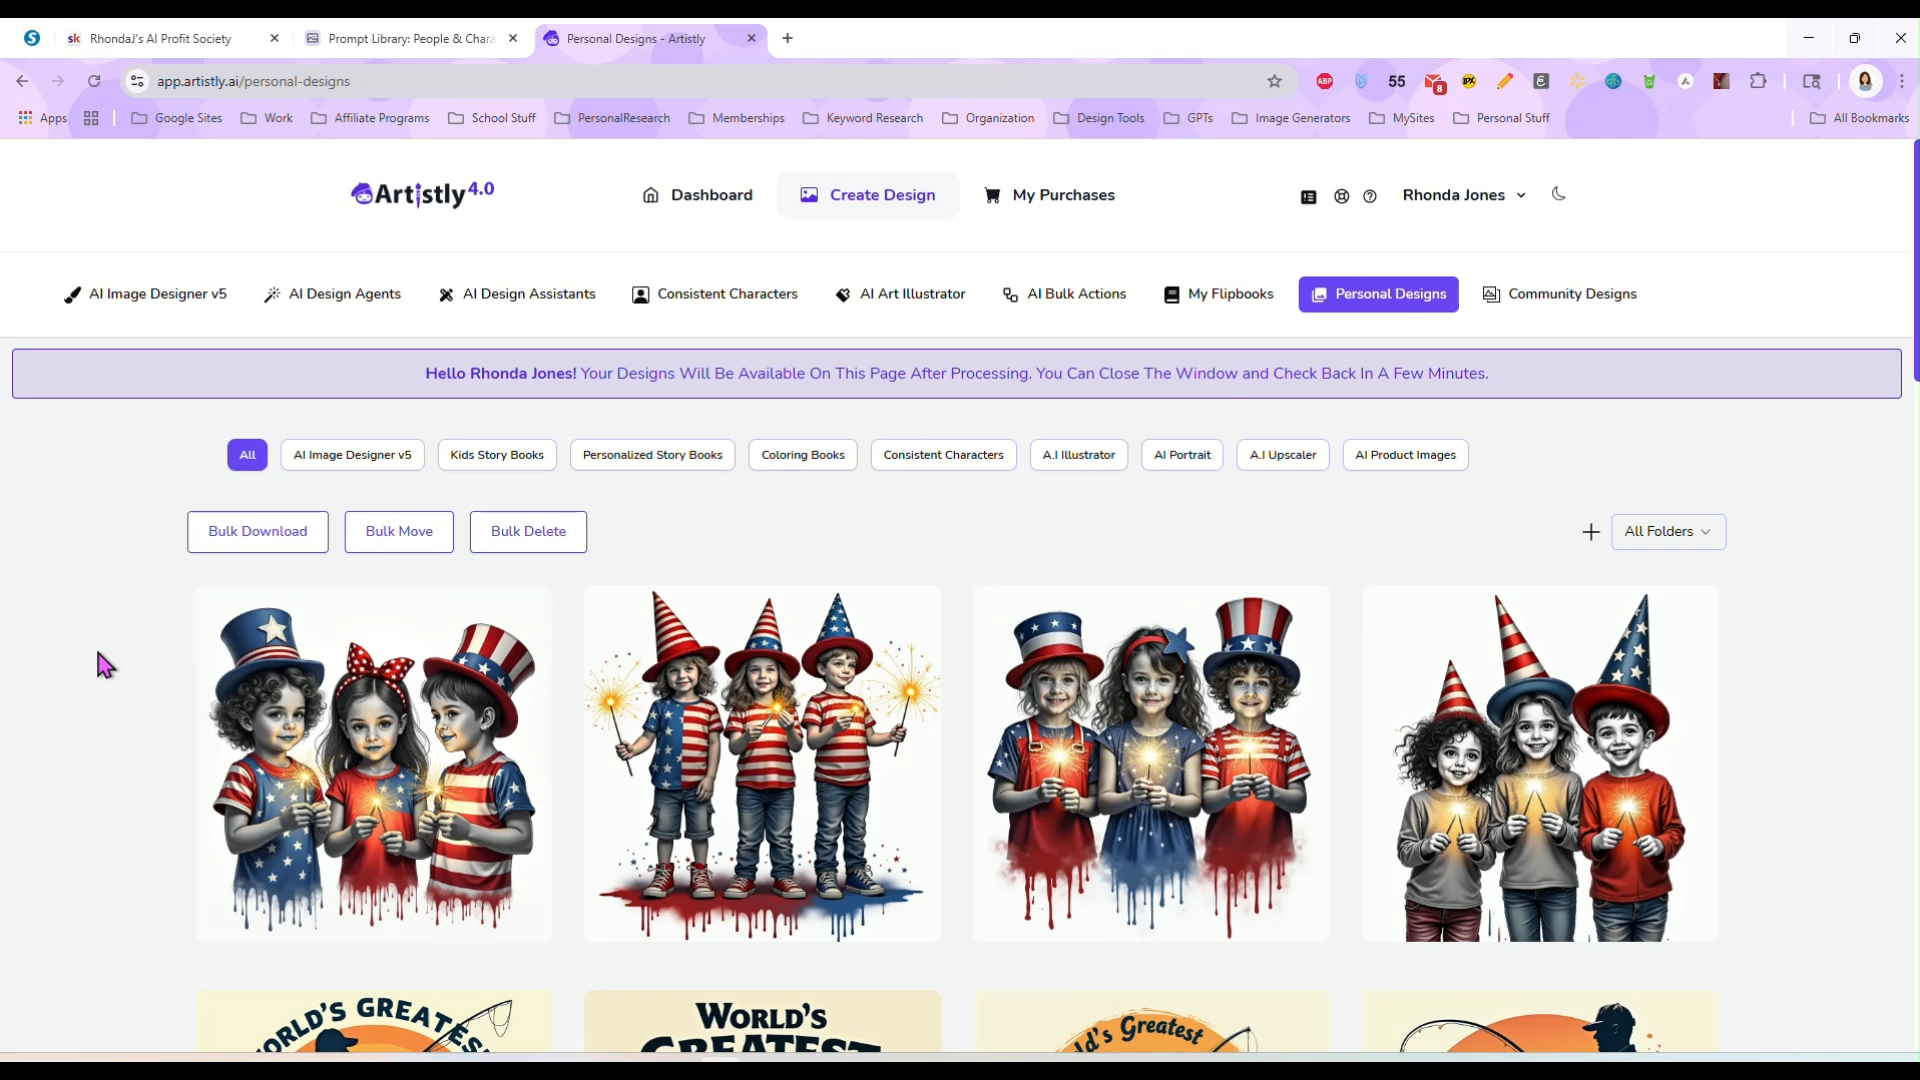 RhondaJ's AI Profit Society
Prompt Library: People & Chara
Personal Designs - Artistly
app.artistly.ai/personal-designs
ABP
55
8
IPX
Apps
Google Sites
Work
Affiliate Programs
School Stuff
PersonalResearch
Memberships
Keyword Research
Organization
Design Tools
GPTs
Image Generators
MySites
Personal Stuff
All Bookmarks
Artistly 4.0
Dashboard
Create Design
My Purchases
Rhonda Jones
AI Image Designer v5
AI Design Agents
AI Design Assistants
Consistent Characters
AI Art Illustrator
AI Bulk Actions
My Flipbooks
Personal Designs
Community Designs
Hello Rhonda Jones! Your Designs Will Be Available On This Page After Processing. You Can Close The Window and Check Back In A Few Minutes.
All
AI Image Designer v5
Kids Story Books
Personalized Story Books
Coloring Books
Consistent Characters
A.I Illustrator
AI Portrait
A.I Upscaler
AI Product Images
Bulk Download
Bulk Move
Bulk Delete
All Folders
WORLD'S
GREATEST